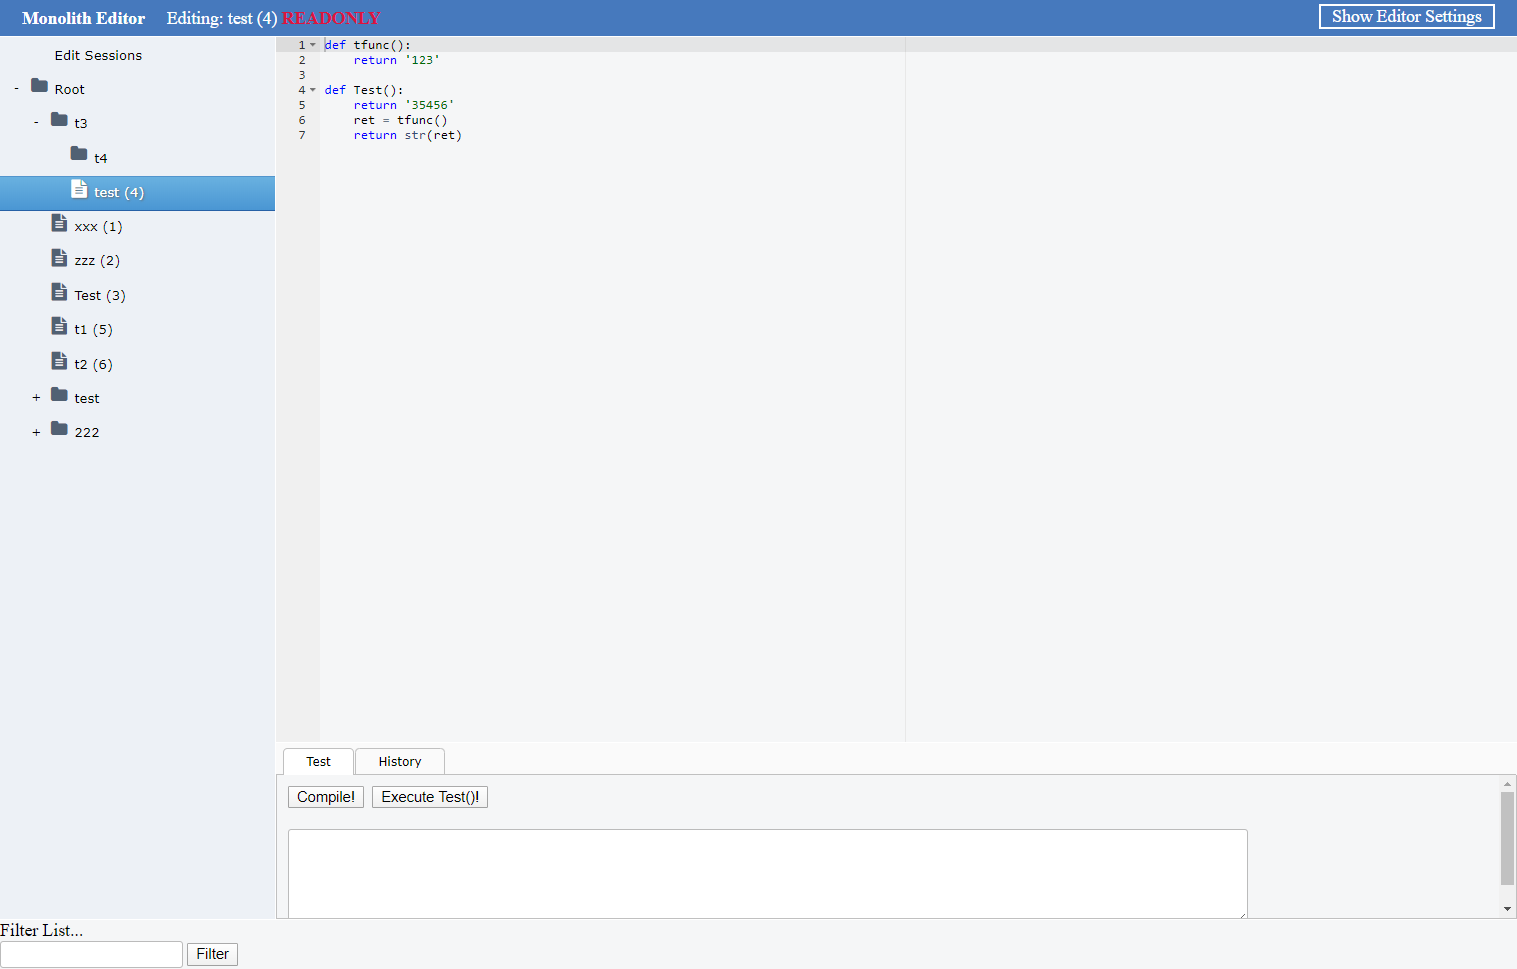 Monolith Editor Editing: test (4) READONLY Show Editor Settings
Edit Sessions
- Root
- t3
t4
test (4)
xxx (1)
zzz (2)
Test (3)
t1 (5)
t2 (6)
+ test
+ 222
1 def tfunc():
2     return '123'
3
4 def Test():
5     return '35456'
6     ret = tfunc()
7     return str(ret)
Test History
Compile! Execute Test()!
Filter List...
Filter